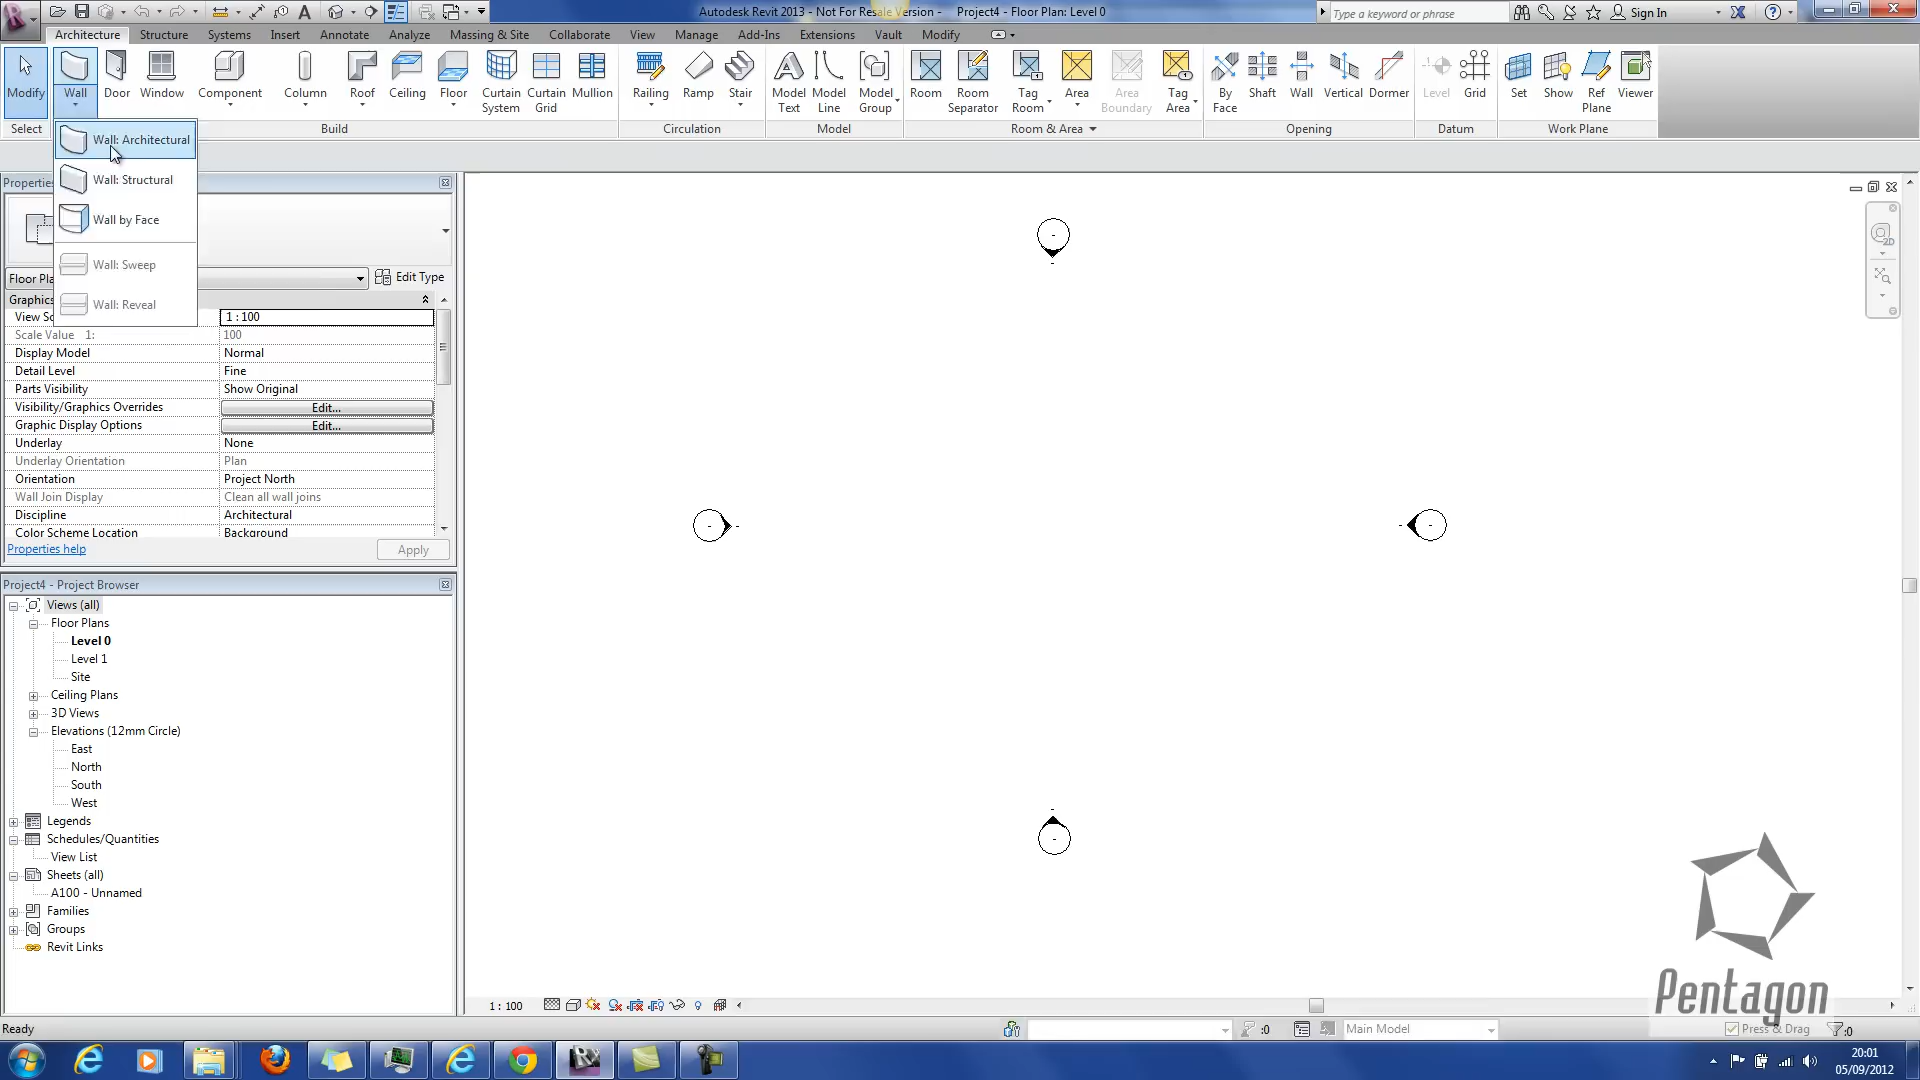 Autodesk Revit 2013 - Not For Resale Version - Project4 - Floor Plan: Level 0
Type a keyword or phrase
Sign In
Architecture Structure Systems Insert Annotate Analyze Massing & Site Collaborate View Manage Add-Ins Extensions Vault Modify
Modify Wall Door Window Component Column Roof Ceiling Floor Curtain System Curtain Grid Mullion Railing Ramp Stair Model Text Model Line Model Group Room Room Separator Tag Room Area Area Boundary Tag Area By Face Shaft Wall Vertical Dormer Level Grid Set Show Ref Plane Viewer
Select Build Circulation Model Room & Area Opening Datum Work Plane
Wall: Architectural
Wall: Structural
Wall by Face
Wall: Sweep
Wall: Reveal
Properties
Floor Pla
Edit Type
Graphics
View Sc 1 : 100
Scale Value 1: 100
Display Model Normal
Detail Level Fine
Parts Visibility Show Original
Visibility/Graphics Overrides Edit...
Graphic Display Options Edit...
Underlay None
Underlay Orientation Plan
Orientation Project North
Wall Join Display Clean all wall joins
Discipline Architectural
Color Scheme Location Background
Properties help Apply
Project4 - Project Browser
Views (all)
Floor Plans
Level 0
Level 1
Site
Ceiling Plans
3D Views
Elevations (12mm Circle)
East
North
South
West
Legends
Schedules/Quantities
View List
Sheets (all)
A100 - Unnamed
Families
Groups
Revit Links
2D
Pentagon
1 : 100
Ready
:0
Main Model
Press & Drag
:0
20:01
05/09/2012